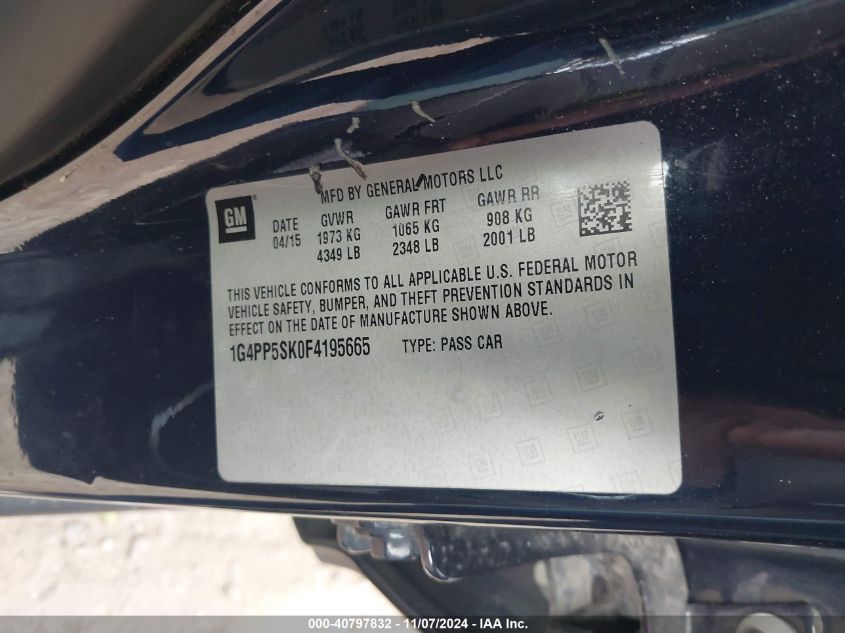 MFD BY GENERAL MOTORS LLC
GM
DATE GVWR GAWR FRT GAWR RR
04/15 1973 KG 1065 KG 908 KG
4349 LB 2348 LB 2001 LB
THIS VEHICLE CONFORMS TO ALL APPLICABLE U.S. FEDERAL MOTOR
VEHICLE SAFETY, BUMPER, AND THEFT PREVENTION STANDARDS IN
EFFECT ON THE DATE OF MANUFACTURE SHOWN ABOVE.
1G4PP5SK0F4195665 TYPE: PASS CAR
000-40797832 - 11/07/2024 - IAA Inc.